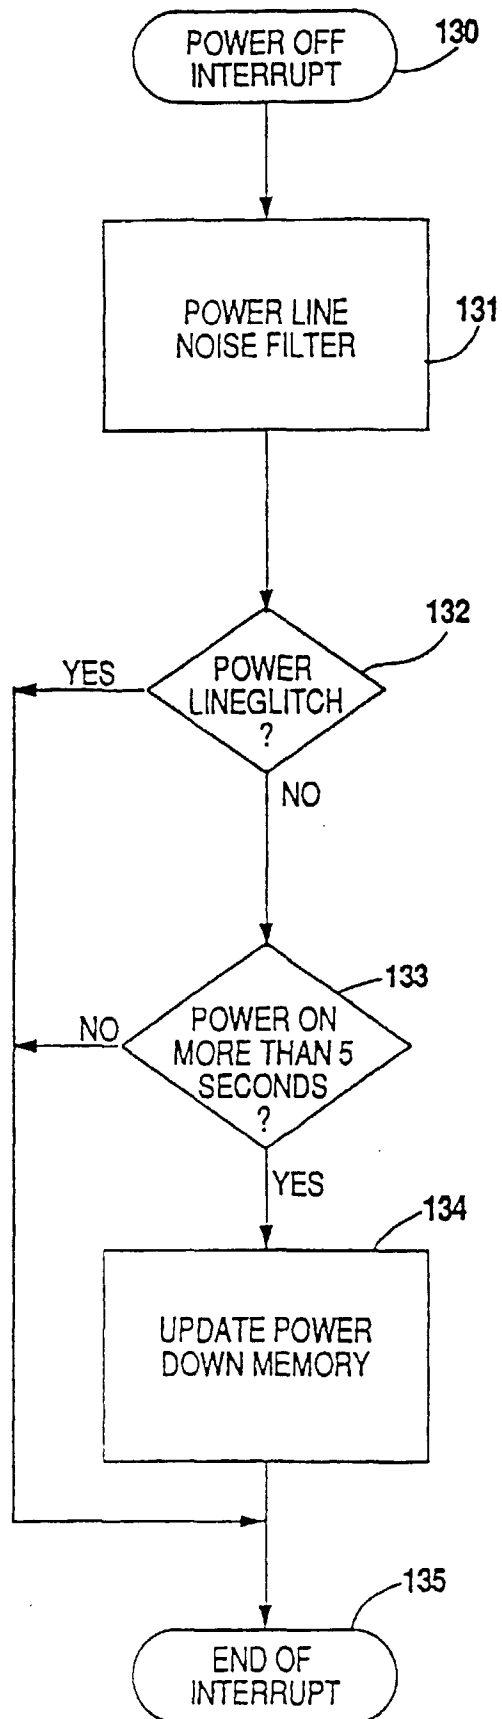 POWER OFF
INTERRUPT
130
POWER LINE
NOISE FILTER
131
132
POWER
LINEGLITCH
?
YES
NO
133
POWER ON
MORE THAN 5
SECONDS
?
NO
YES
134
UPDATE POWER
DOWN MEMORY
135
END OF
INTERRUPT